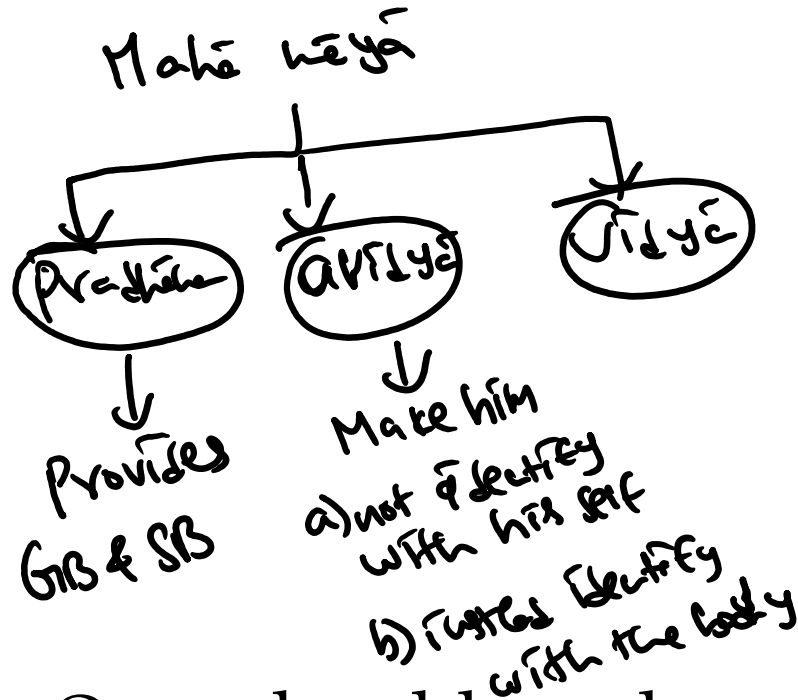 Mahā māyā
Pradhāna
avidyā
vidyā
Provides
GB & SB
Make him
a) not identify
with his self
b) instead identify
with the body